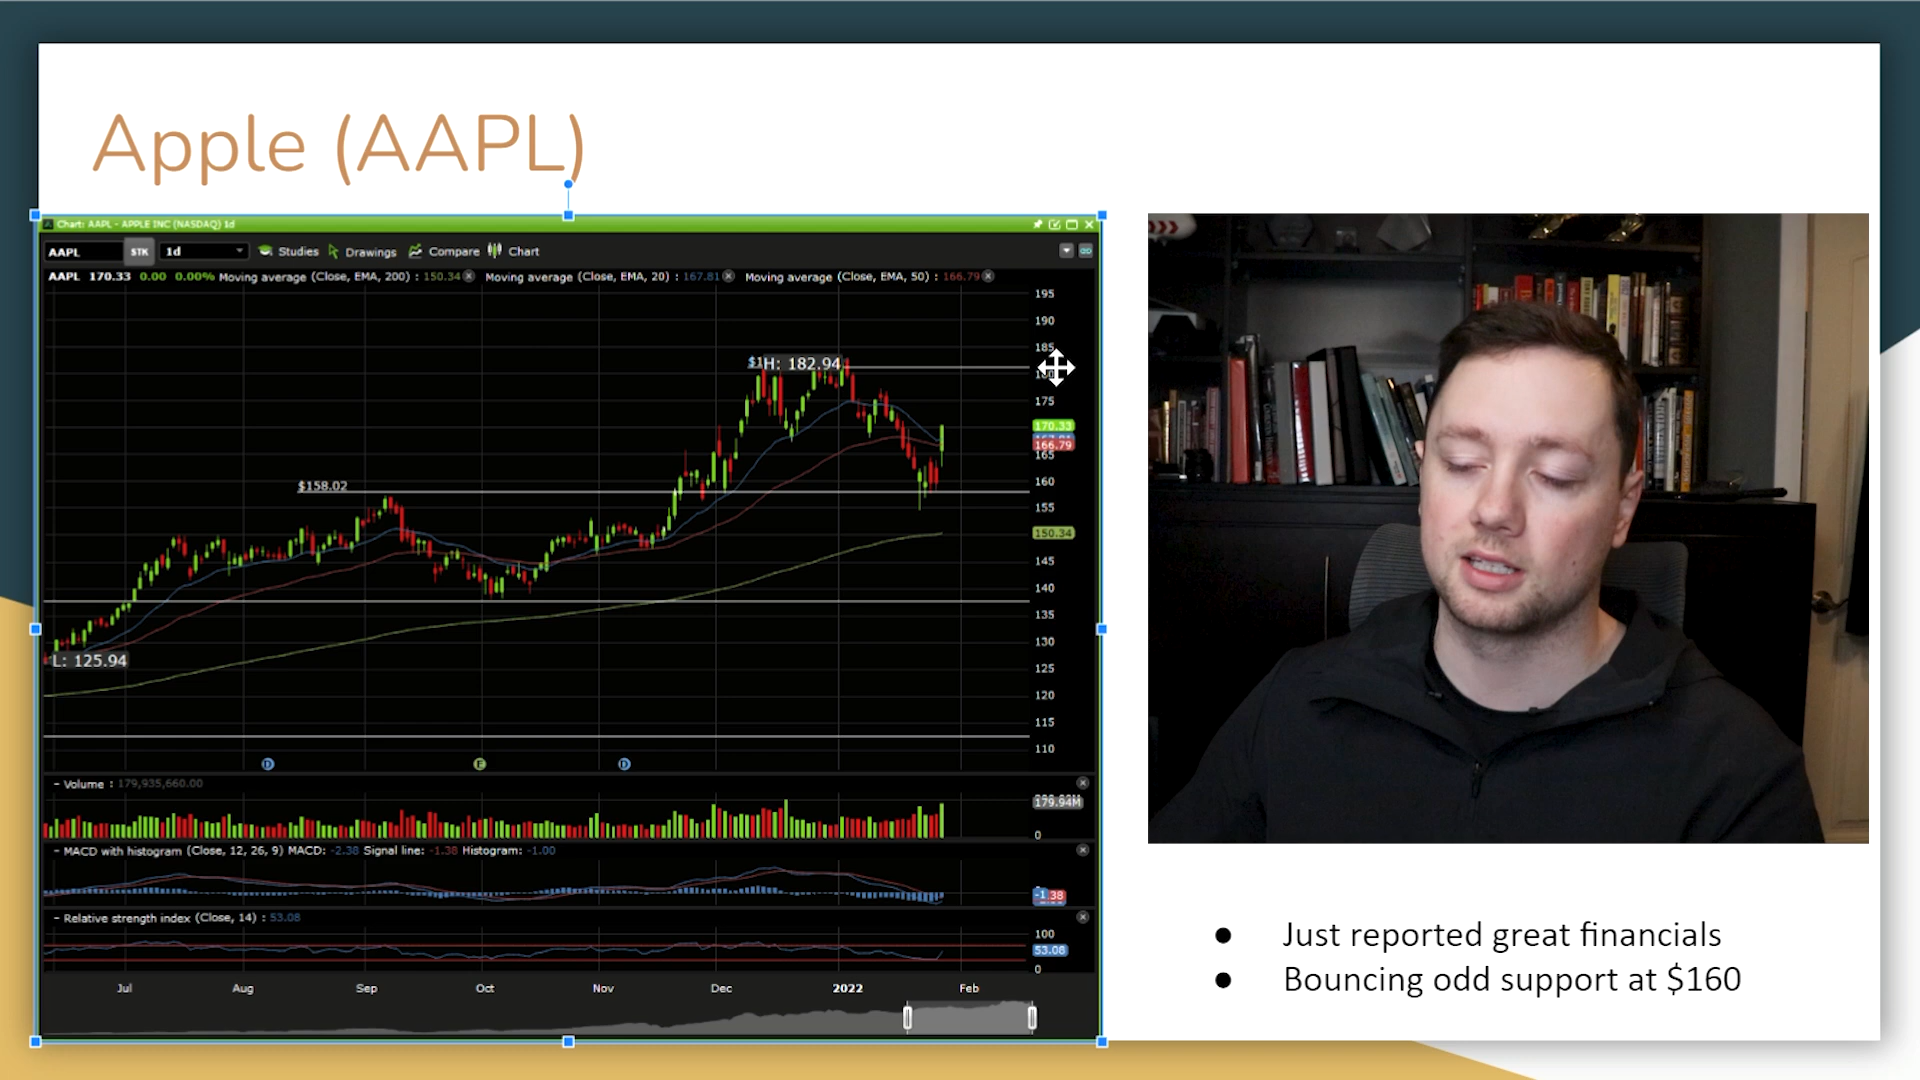 Apple (AAPL)
Chart: AAPL - APPLE INC (NASDAQ) 1d
AAPL STK 1d Studies Drawings Compare Chart
AAPL 170.33 0.00 0.00% Moving average (Close, EMA, 200) : 150.34 Moving average (Close, EMA, 20) : 167.81 Moving average (Close, EMA, 50) : 166.79
195
190
185
$1H: 182.94
175
170.33
166.79
165
160
$158.02
155
150.34
145
140
135
130
L: 125.94
125
120
115
110
D E D
– Volume : 179,935,660.00
179.94M
0
– MACD with histogram (Close, 12, 26, 9) MACD: -2.38 Signal line: -1.38 Histogram: -1.00
-1.38
– Relative strength index (Close, 14) : 53.08
100
53.08
0
Jul Aug Sep Oct Nov Dec 2022 Feb
● Just reported great financials
● Bouncing odd support at $160